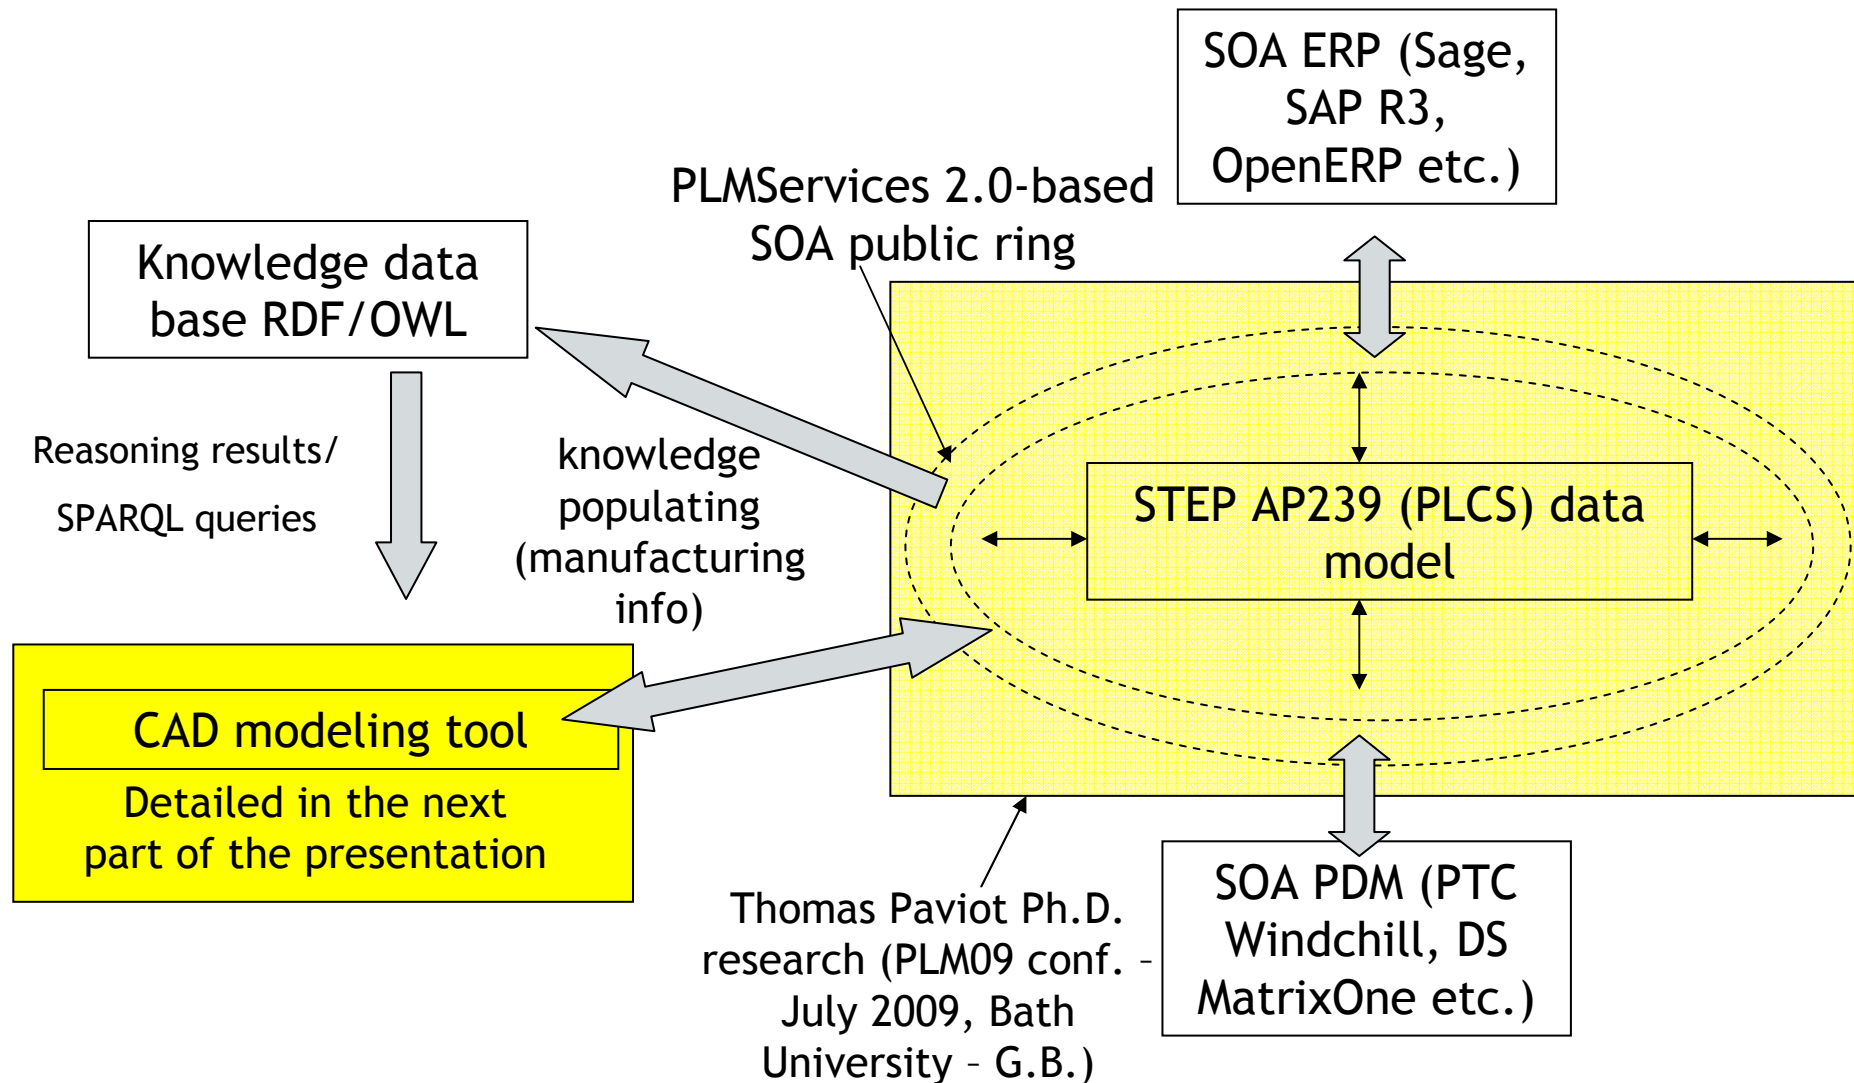 SOA ERP (Sage,
SAP R3,
OpenERP etc.)
PLMServices 2.0-based
SOA public ring
Knowledge data
base RDF/OWL
Reasoning results/
SPARQL queries
knowledge
populating
(manufacturing
info)
STEP AP239 (PLCS) data
model
CAD modeling tool
Detailed in the next
part of the presentation
Thomas Paviot Ph.D.
research (PLM09 conf. –
July 2009, Bath
University – G.B.)
SOA PDM (PTC
Windchill, DS
MatrixOne etc.)